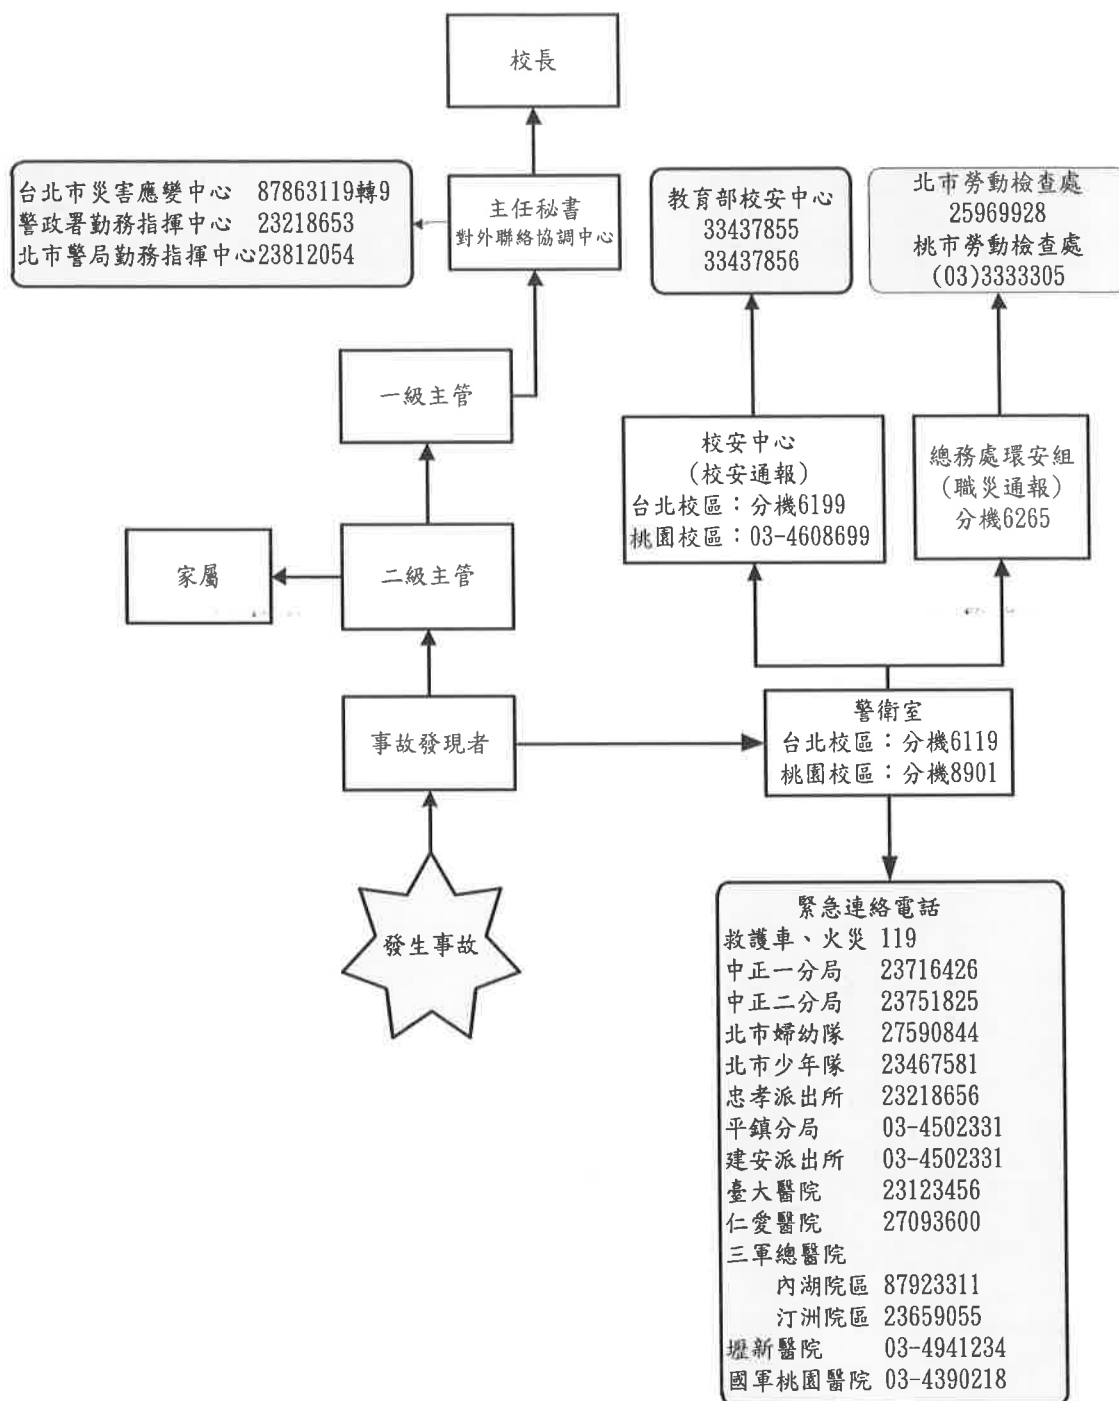 校長
台北市災害應變中心 87863119轉9
警政署勤務指揮中心 23218653
北市警局勤務指揮中心23812054
主任秘書
對外聯絡協調中心
教育部校安中心
33437855
33437856
北市勞動檢查處
25969928
桃市勞動檢查處
(03)3333305
一級主管
校安中心
(校安通報)
台北校區：分機6199
桃園校區：03-4608699
總務處環安組
(職災通報)
分機6265
家屬
二級主管
事故發現者
警衛室
台北校區：分機6119
桃園校區：分機8901
發生事故
緊急連絡電話
救護車、火災 119
中正一分局 23716426
中正二分局 23751825
北市婦幼隊 27590844
北市少年隊 23467581
忠孝派出所 23218656
平鎮分局 03-4502331
建安派出所 03-4502331
臺大醫院 23123456
仁愛醫院 27093600
三軍總醫院
內湖院區 87923311
汀洲院區 23659055
壢新醫院 03-4941234
國軍桃園醫院 03-4390218